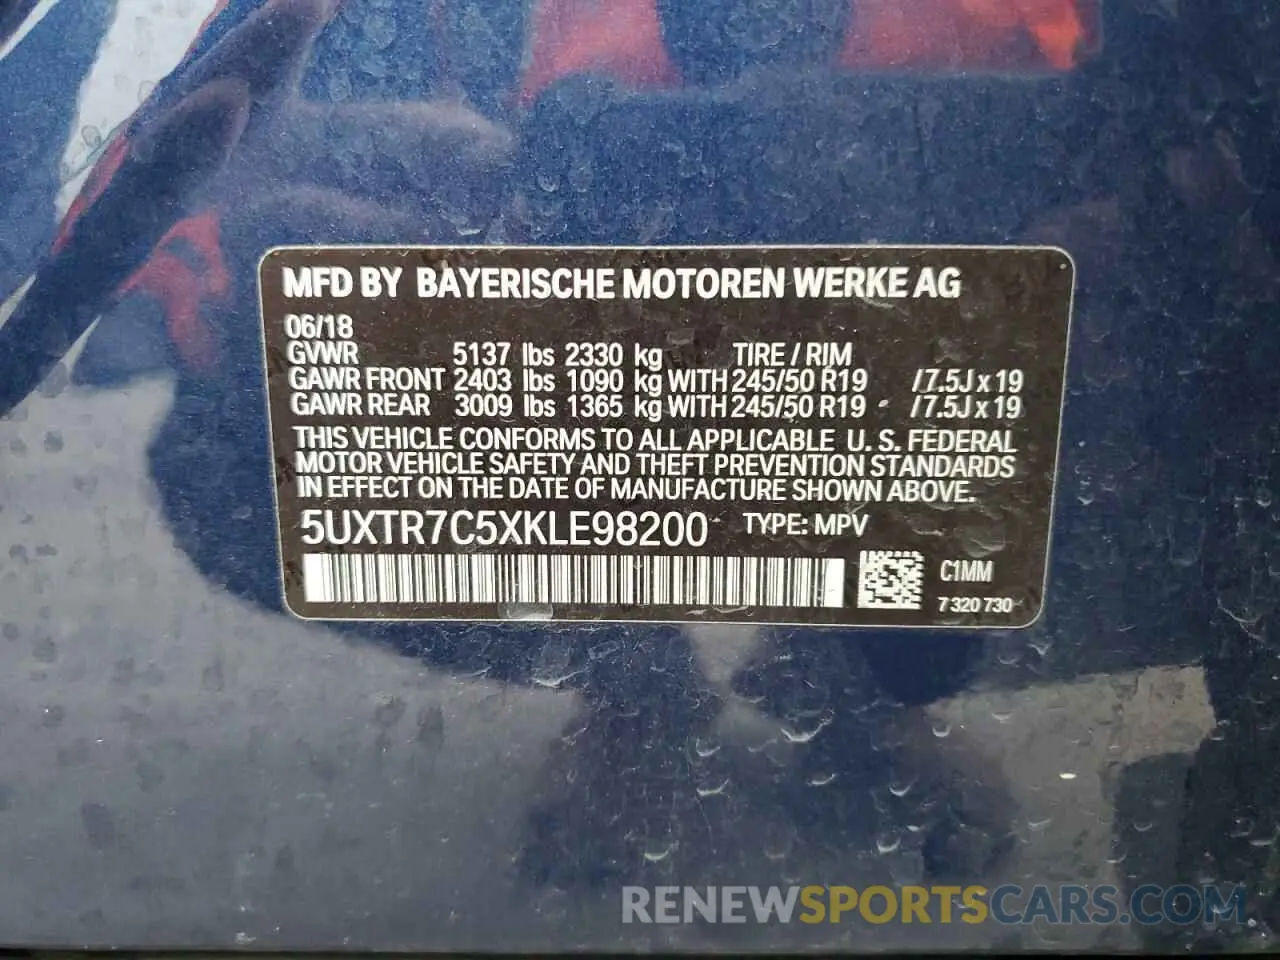 MFD BY BAYERISCHE MOTOREN WERKE AG
06/18
GVWR 5137 lbs 2330 kg TIRE / RIM
GAWR FRONT 2403 lbs 1090 kg WITH 245/50 R19 / 7.5J x 19
GAWR REAR 3009 lbs 1365 kg WITH 245/50 R19 / 7.5J x 19
THIS VEHICLE CONFORMS TO ALL APPLICABLE U. S. FEDERAL
MOTOR VEHICLE SAFETY AND THEFT PREVENTION STANDARDS
IN EFFECT ON THE DATE OF MANUFACTURE SHOWN ABOVE.
5UXTR7C5XKLE98200 TYPE: MPV
C1MM
7 320 730
RENEWSPORTSCARS.COM